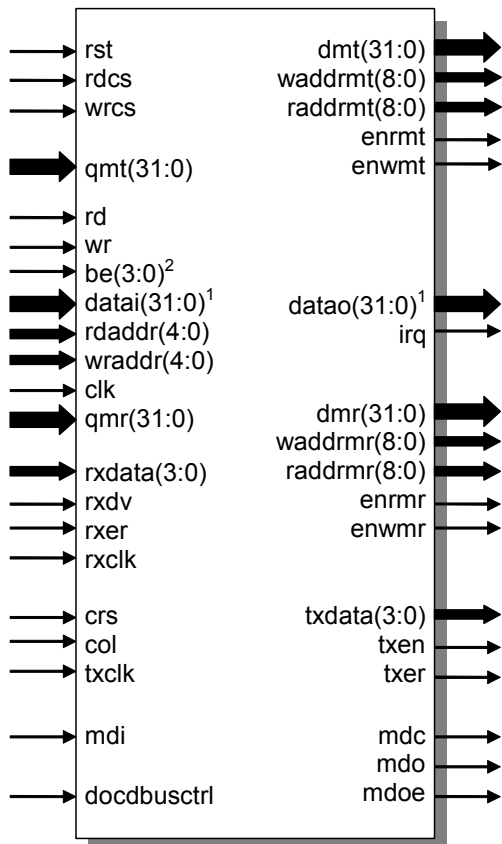 rst
rdcs
wrcs
qmt(31:0)
rd
wr
be(3:0)²
datai(31:0)¹
rdaddr(4:0)
wraddr(4:0)
clk
qmr(31:0)
rxdata(3:0)
rxdv
rxer
rxclk
crs
col
txclk
mdi
docdbusctrl
dmt(31:0)
waddrmt(8:0)
raddrmt(8:0)
enrmt
enwmt
datao(31:0)¹
irq
dmr(31:0)
waddrmr(8:0)
raddrmr(8:0)
enrmr
enwmr
txdata(3:0)
txen
txer
mdc
mdo
mdoe